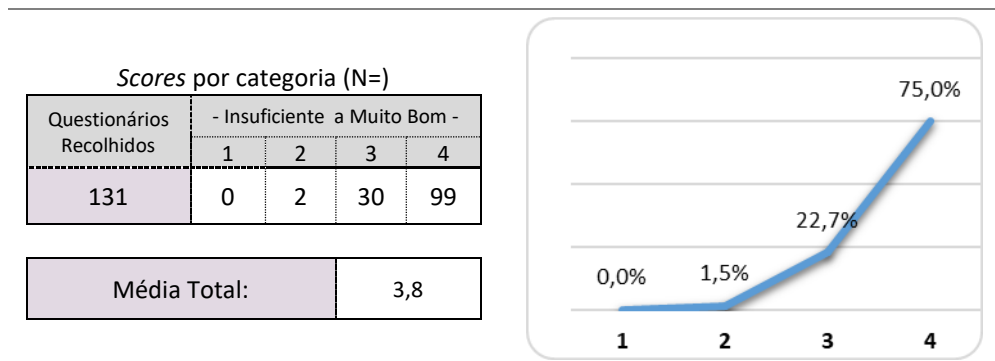 Scores por categoria (N=)
Questionários Recolhidos
- Insuficiente a Muito Bom -
1 2 3 4
131 0 2 30 99
Média Total: 3,8
75,0%
22,7%
0,0% 1,5%
1 2 3 4